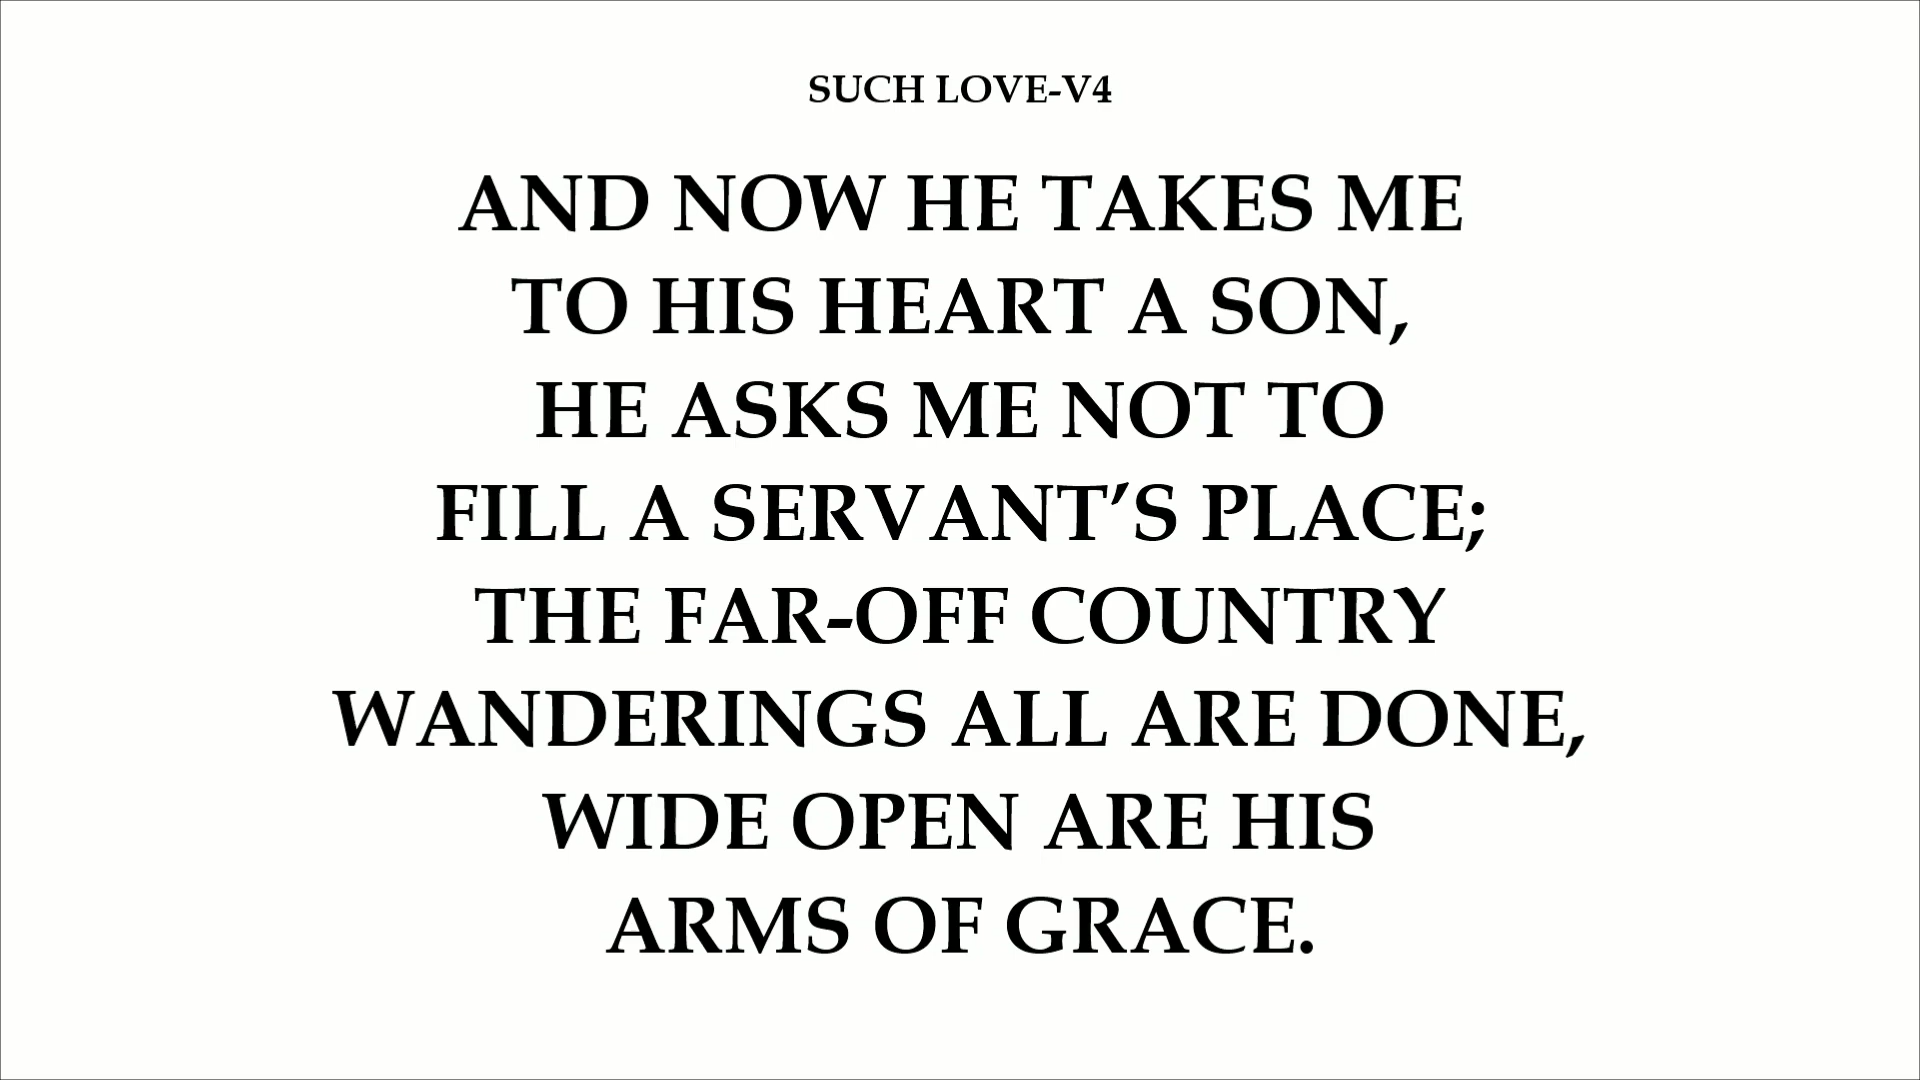 SUCH LOVE-V4
AND NOW HE TAKES ME
TO HIS HEART A SON,
HE ASKS ME NOT TO
FILL A SERVANT’S PLACE;
THE FAR-OFF COUNTRY
WANDERINGS ALL ARE DONE,
WIDE OPEN ARE HIS
ARMS OF GRACE.